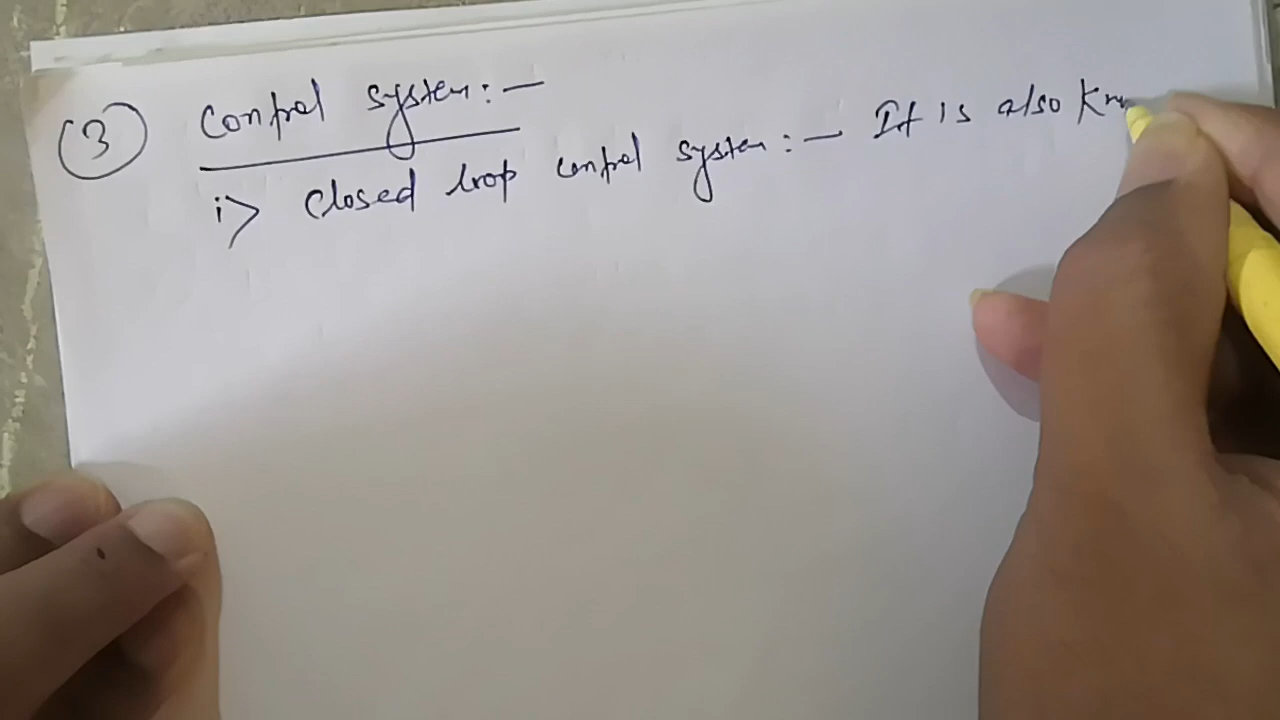 (3) Control system:-
i> Closed loop control system:- It is also